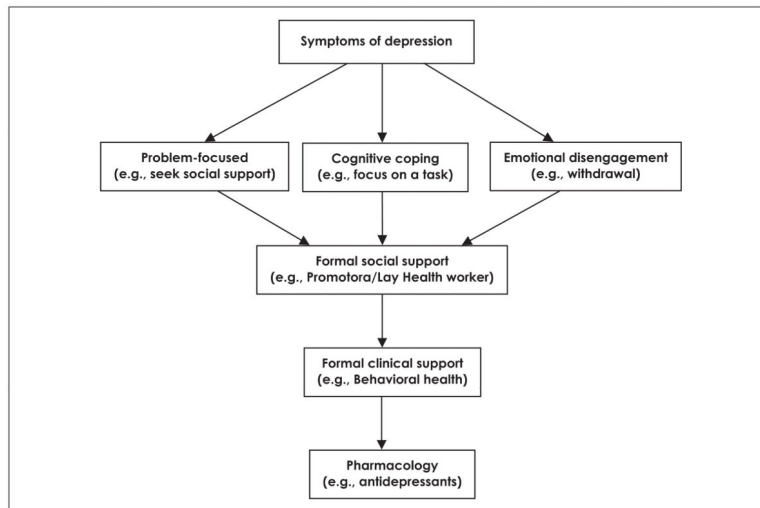 Symptoms of depression
Problem-focused
(e.g., seek social support)
Cognitive coping
(e.g., focus on a task)
Emotional disengagement
(e.g., withdrawal)
Formal social support
(e.g., Promotora/Lay Health worker)
Formal clinical support
(e.g., Behavioral health)
Pharmacology
(e.g., antidepressants)